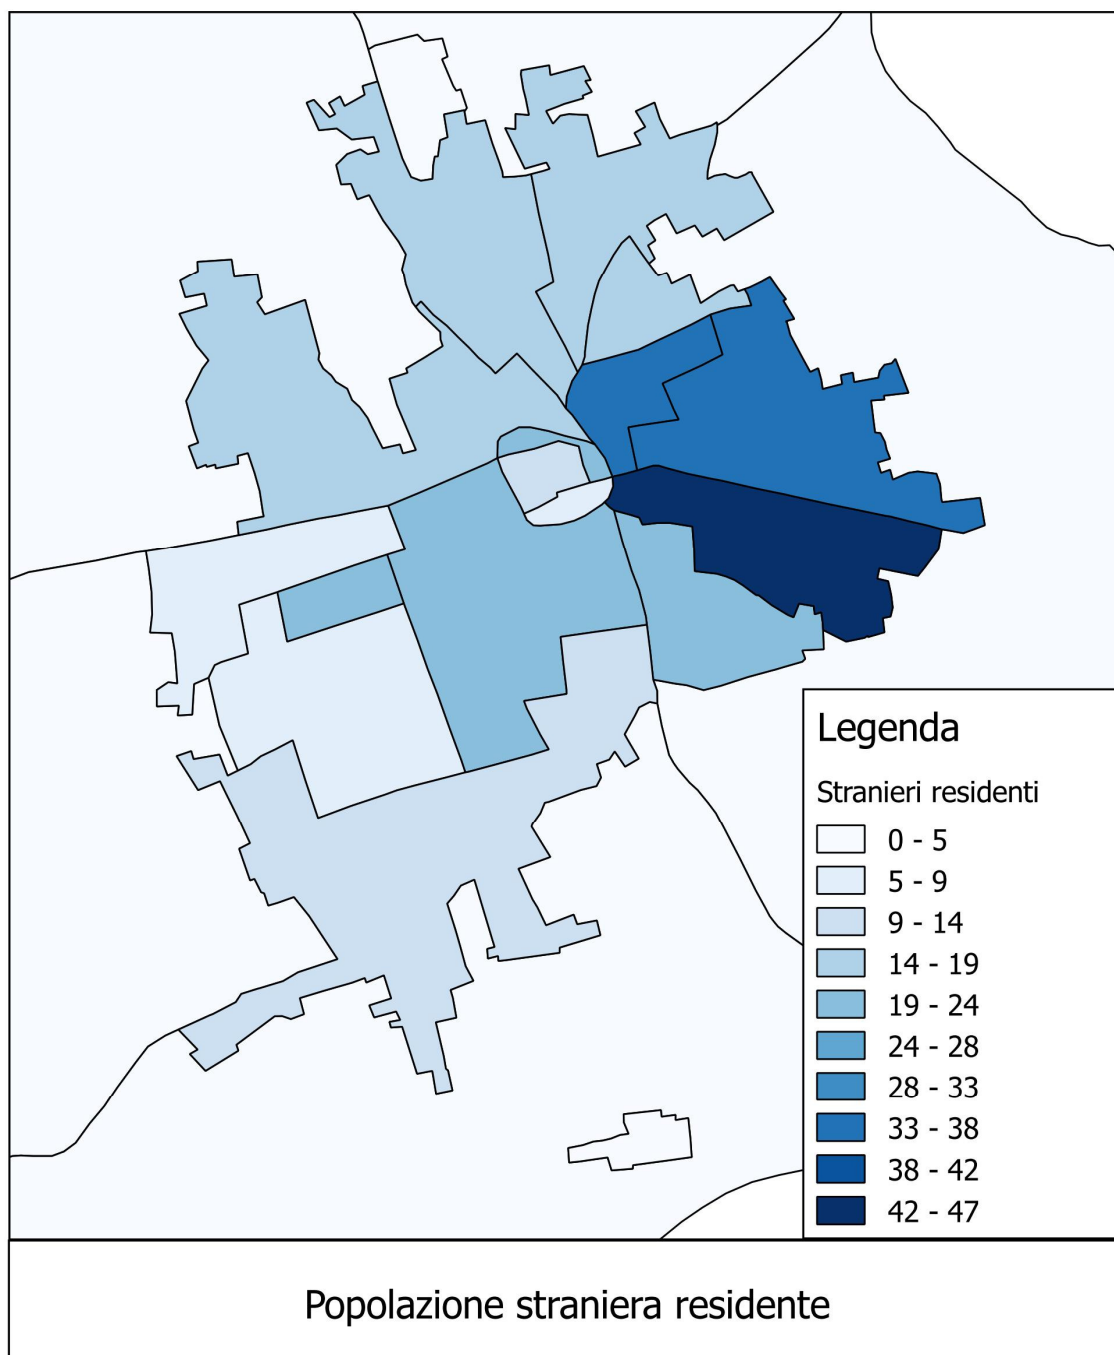 Legenda
Stranieri residenti
0 - 5
5 - 9
9 - 14
14 - 19
19 - 24
24 - 28
28 - 33
33 - 38
38 - 42
42 - 47
Popolazione straniera residente